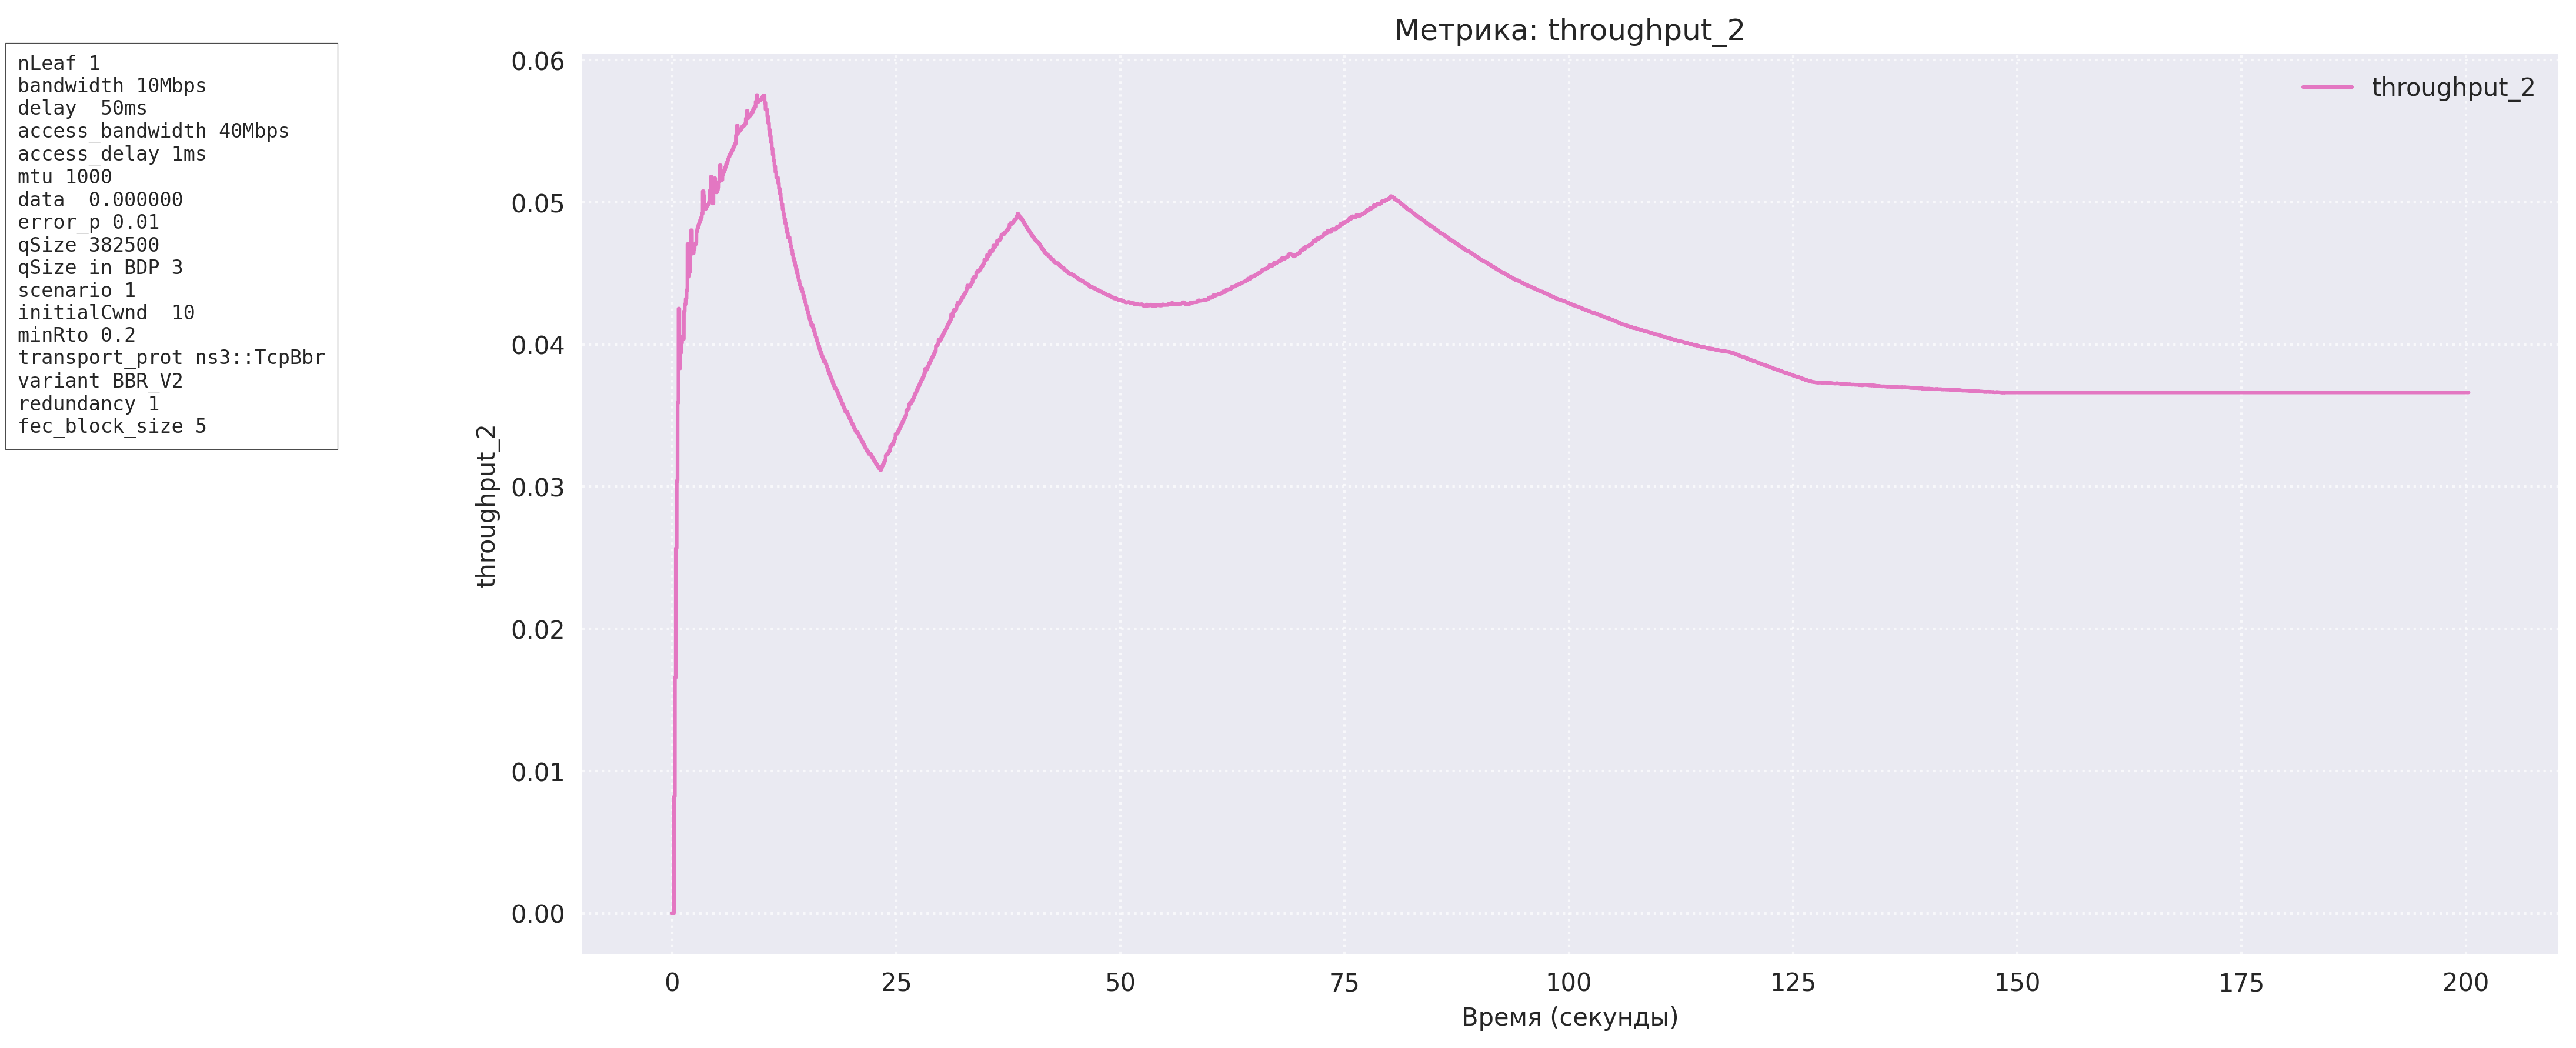 Метрика: throughput_2
nLeaf 1
bandwidth 10Mbps
delay  50ms
access_bandwidth 40Mbps
access_delay 1ms
mtu 1000
data  0.000000
error_p 0.01
qSize 382500
qSize in BDP 3
scenario 1
initialCwnd  10
minRto 0.2
transport_prot ns3::TcpBbr
variant BBR_V2
redundancy 1
fec_block_size 5
throughput_2
0.06
0.05
0.04
0.03
0.02
0.01
0.00
throughput_2
0 25 50 75 100 125 150 175 200
Время (секунды)